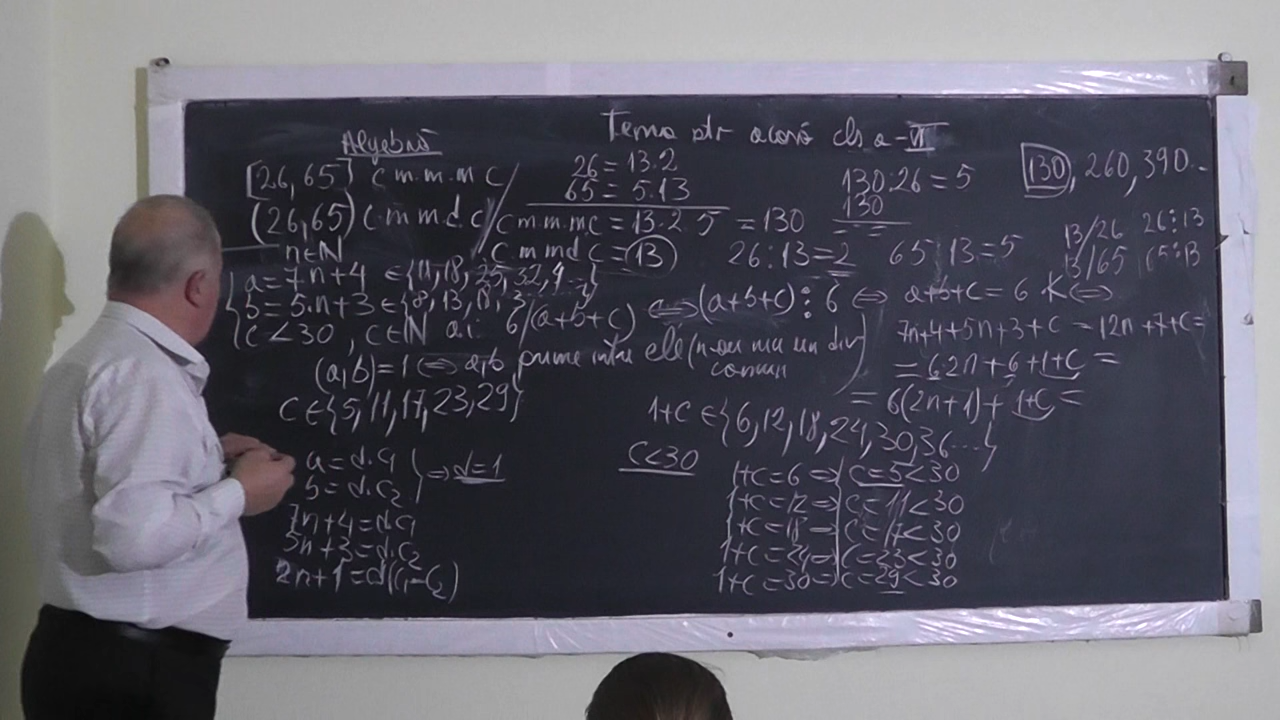 Algebră
Tema ptr acasă cls a-VI
[26,65] c m.m.m c
(26,65) c.m m.d.c
n∈N
26 = 13.2
65 = 5.13
c m m.mc = 13.2.5 = 130
c mmd c = 13
130:26 = 5
130
130, 260, 390..
26:13=2
65:13=5
13/26 26⋮13
13/65 65⋮13
a=7n+4 ∈{11,18,25,32,
b=5.n+3 ∈{8,13,18,
c<30, c∈N a.i. 6/(a+b+c) ⇔ (a+b+c)⋮6 ⇔ a+b+c = 6.K ⇔
7n+4+5n+3+c = 12n+7+c=
= 6.2n+6+1+c =
= 6(2n+1)+1+c =
(a,b)=1 ⇔ a,b prime între ele (n-au un div comun)
c∈{5,11,17,23,29}
1+c ∈{6,12,18,24,30,36...}
c<30
1+c=6 ⇒ c=5<30
1+c=12 ⇒ c=11<30
1+c=18 ⇒ c=17<30
1+c=24 ⇒ c=23<30
1+c=30 ⇒ c=29<30
a=d.c₁
b=d.c₂
⇒ d=1
7n+4=dc₁
5n+3=d.c₂
2n+1=d(c₁-c₂)